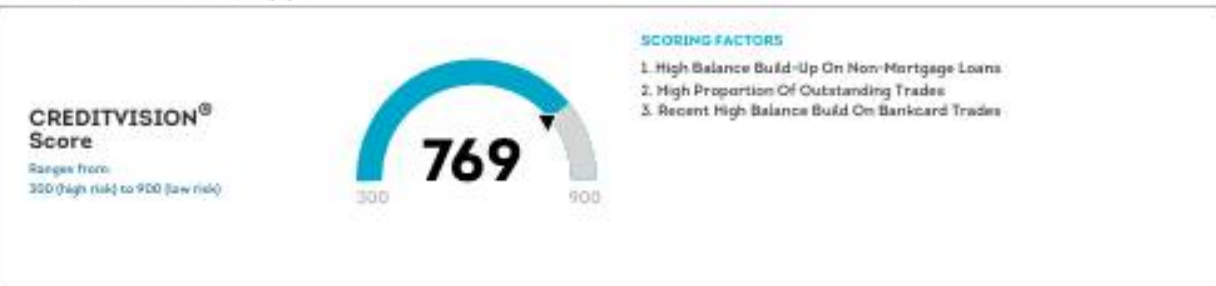 CREDITVISION®
Score
Ranges from
300 (high risk) to 900 (low risk)
769
300
900
SCORING FACTORS
1. High Balance Build-Up On Non-Mortgage Loans
2. High Proportion Of Outstanding Trades
3. Recent High Balance Build On Bankcard Trades